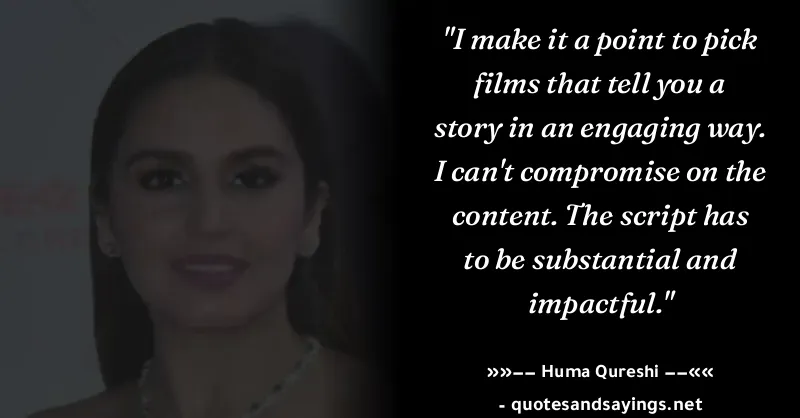 "I make it a point to pick
films that tell you a
story in an engaging way.
I can't compromise on the
content. The script has
to be substantial and
impactful."
»»−− Huma Qureshi −−««
- quotesandsayings.net